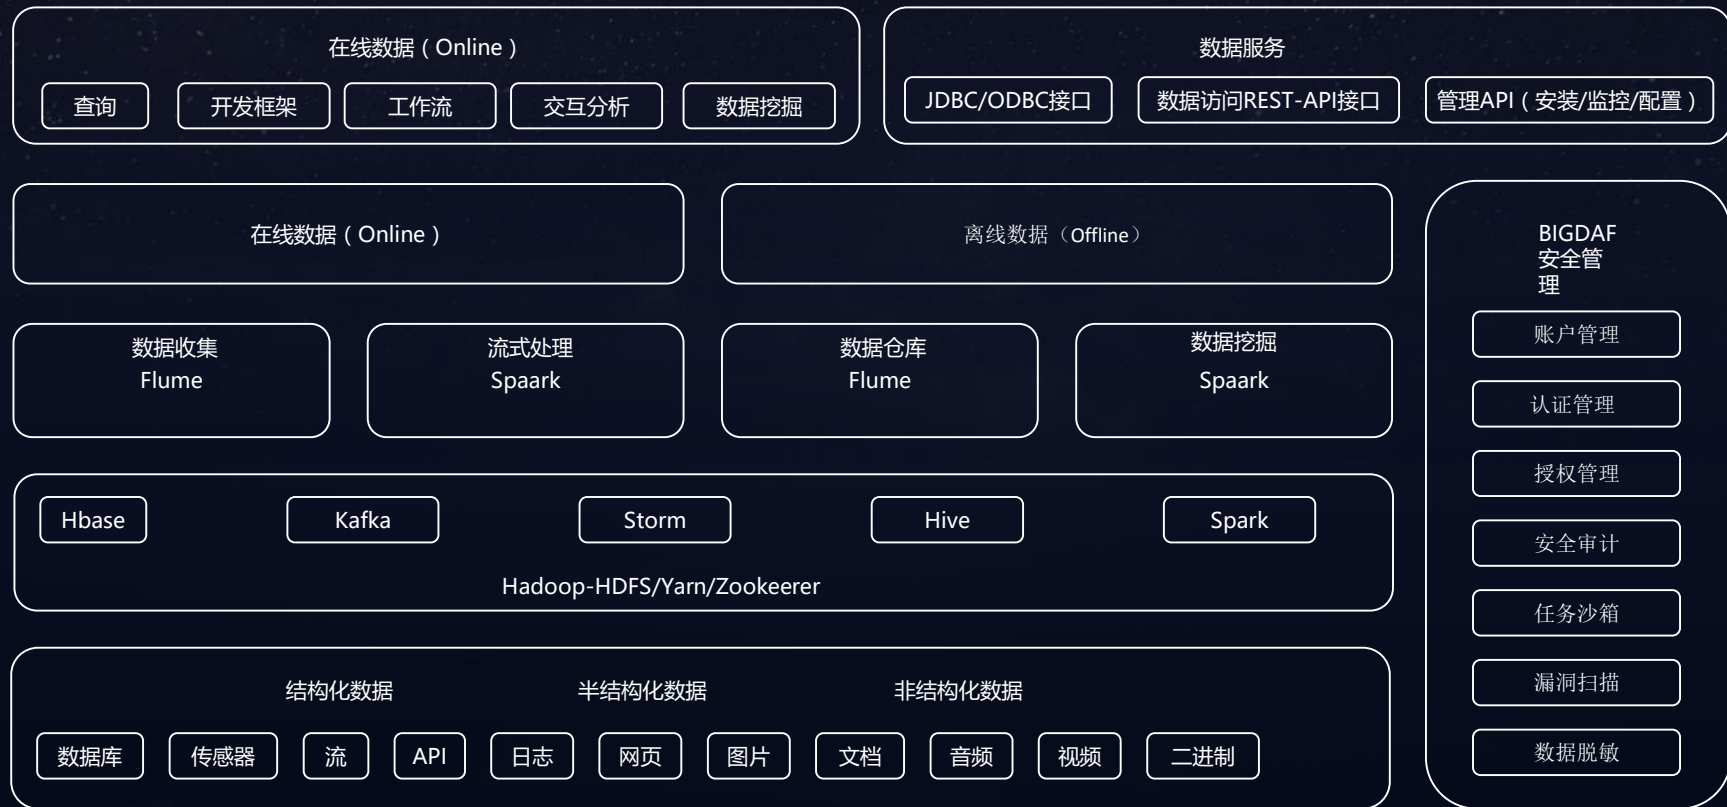 在线数据（Online）
查询
开发框架
工作流
交互分析
数据挖掘
数据服务
JDBC/ODBC接口
数据访问REST-API接口
管理API（安装/监控/配置）
在线数据（Online）
离线数据（Offline）
数据收集
Flume
流式处理
Spaark
数据仓库
Flume
数据挖掘
Spaark
Hbase
Kafka
Storm
Hive
Spark
Hadoop-HDFS/Yarn/Zookeerer
结构化数据
半结构化数据
非结构化数据
数据库
传感器
流
API
日志
网页
图片
文档
音频
视频
二进制
BIGDAF
安全管
理
账户管理
认证管理
授权管理
安全审计
任务沙箱
漏洞扫描
数据脱敏